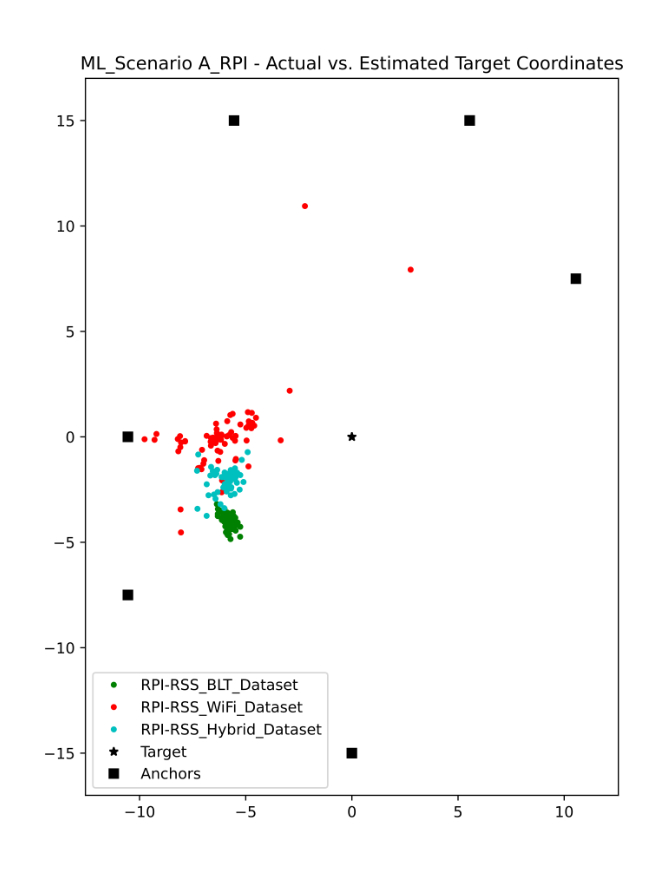 ML_Scenario A_RPI - Actual vs. Estimated Target Coordinates
15
10
5
0
−5
−10
−15
RPI-RSS_BLT_Dataset
RPI-RSS_WiFi_Dataset
RPI-RSS_Hybrid_Dataset
Target
Anchors
−10
−5
0
5
10